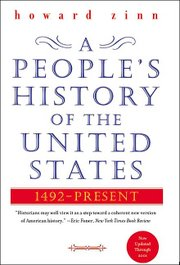 howard zinn
A
PEOPLE'S
HISTORY
OF THE
UNITED
STATES
1492–PRESENT
"Historians may well view it as a step toward a coherent new version
of American history." —Eric Foner, New York Times Book Review
Now
Updated
Through